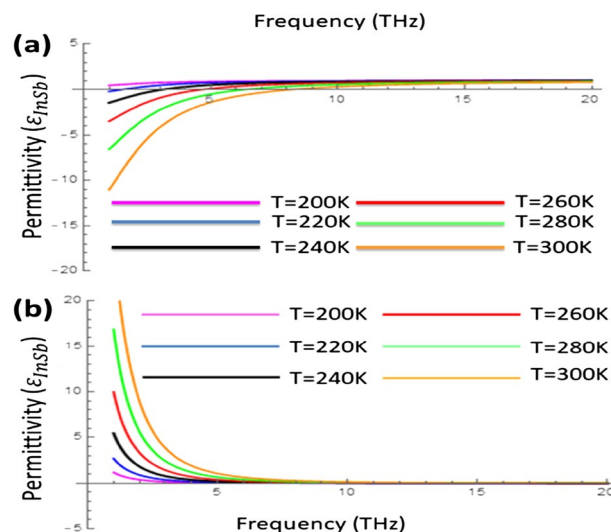 Frequency (THz)
(a)
Permittivity (εInSb)
5
5
10
15
20
-5
-10
-15
-20
T=200K
T=260K
T=220K
T=280K
T=240K
T=300K
(b)
Permittivity (εInSb)
20
15
10
5
5
10
15
20
-5
T=200K
T=260K
T=220K
T=280K
T=240K
T=300K
Frequency (THz)